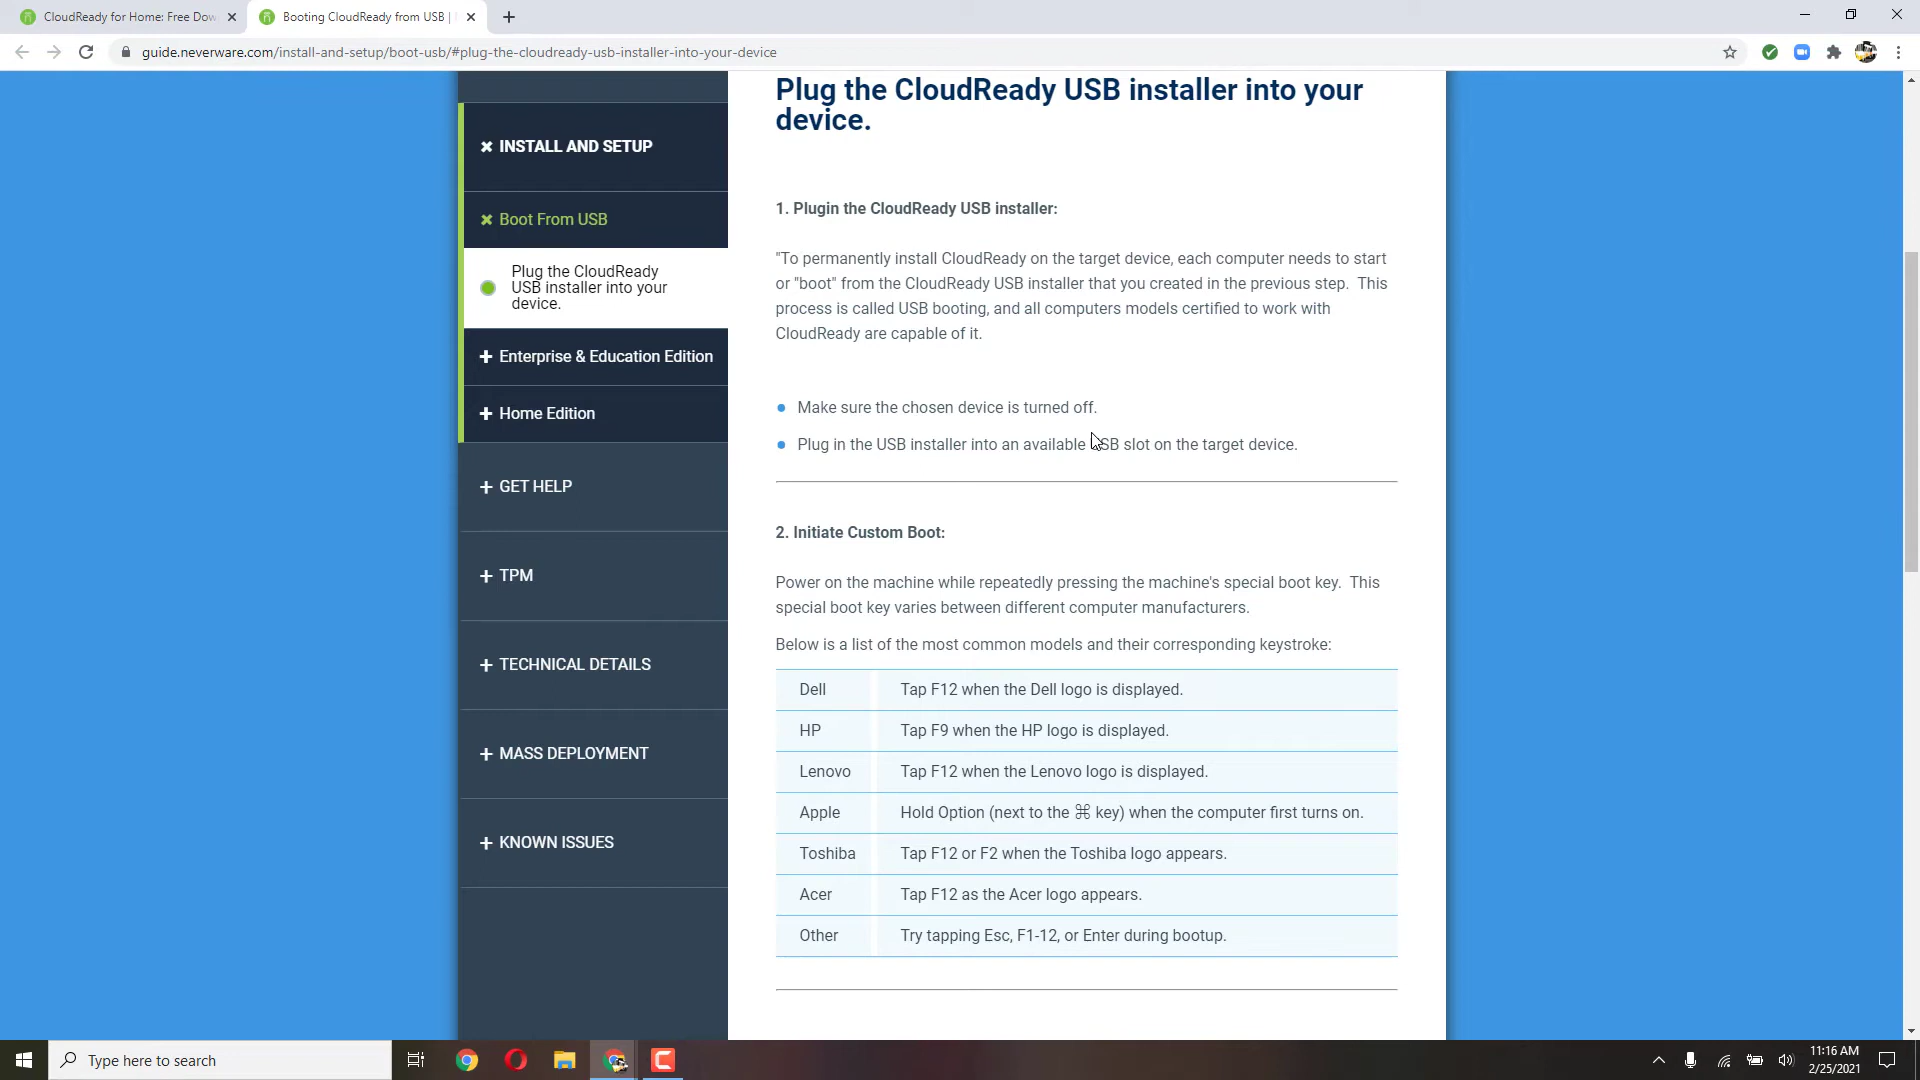 CloudReady for Home: Free Dow
Booting CloudReady from USB |
guide.neverware.com/install-and-setup/boot-usb/#plug-the-cloudready-usb-installer-into-your-device
INSTALL AND SETUP
Boot From USB
Plug the CloudReady
USB installer into your
device.
Enterprise & Education Edition
Home Edition
GET HELP
TPM
TECHNICAL DETAILS
MASS DEPLOYMENT
KNOWN ISSUES
Plug the CloudReady USB installer into your
device.
1. Plugin the CloudReady USB installer:
"To permanently install CloudReady on the target device, each computer needs to start
or "boot" from the CloudReady USB installer that you created in the previous step.  This
process is called USB booting, and all computers models certified to work with
CloudReady are capable of it.
Make sure the chosen device is turned off.
Plug in the USB installer into an available USB slot on the target device.
2. Initiate Custom Boot:
Power on the machine while repeatedly pressing the machine's special boot key.  This
special boot key varies between different computer manufacturers.
Below is a list of the most common models and their corresponding keystroke:
Dell Tap F12 when the Dell logo is displayed.
HP Tap F9 when the HP logo is displayed.
Lenovo Tap F12 when the Lenovo logo is displayed.
Apple Hold Option (next to the ⌘ key) when the computer first turns on.
Toshiba Tap F12 or F2 when the Toshiba logo appears.
Acer Tap F12 as the Acer logo appears.
Other Try tapping Esc, F1-12, or Enter during bootup.
Type here to search
11:16 AM
2/25/2021